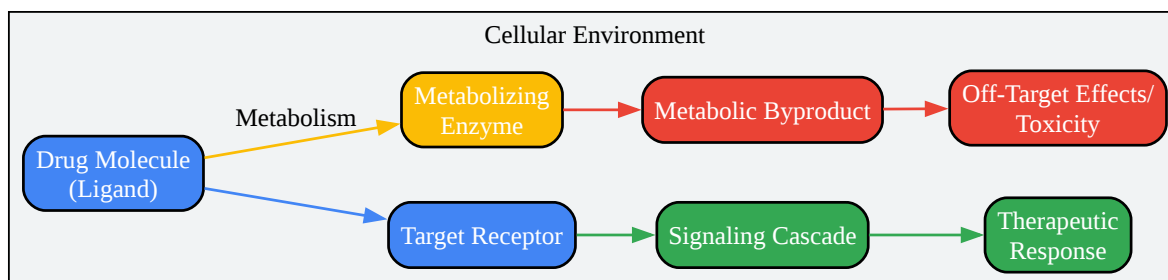 Cellular Environment
Metabolism
Drug Molecule
(Ligand)
Metabolizing
Enzyme
Metabolic Byproduct
Off-Target Effects/
Toxicity
Target Receptor
Signaling Cascade
Therapeutic
Response